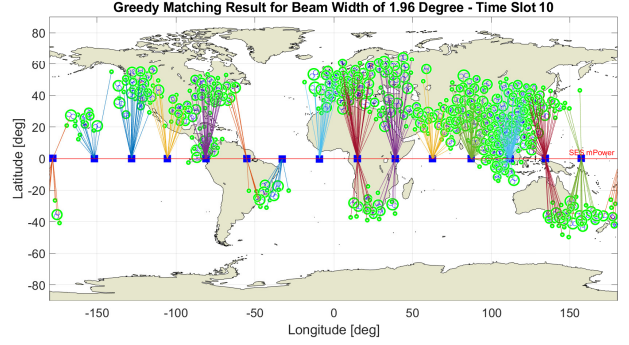 Greedy Matching Result for Beam Width of 1.96 Degree - Time Slot 10
80
60
40
20
0
-20
-40
-60
-80
Latitude [deg]
SES mPower
-150 -100 -50 0 50 100 150
Longitude [deg]